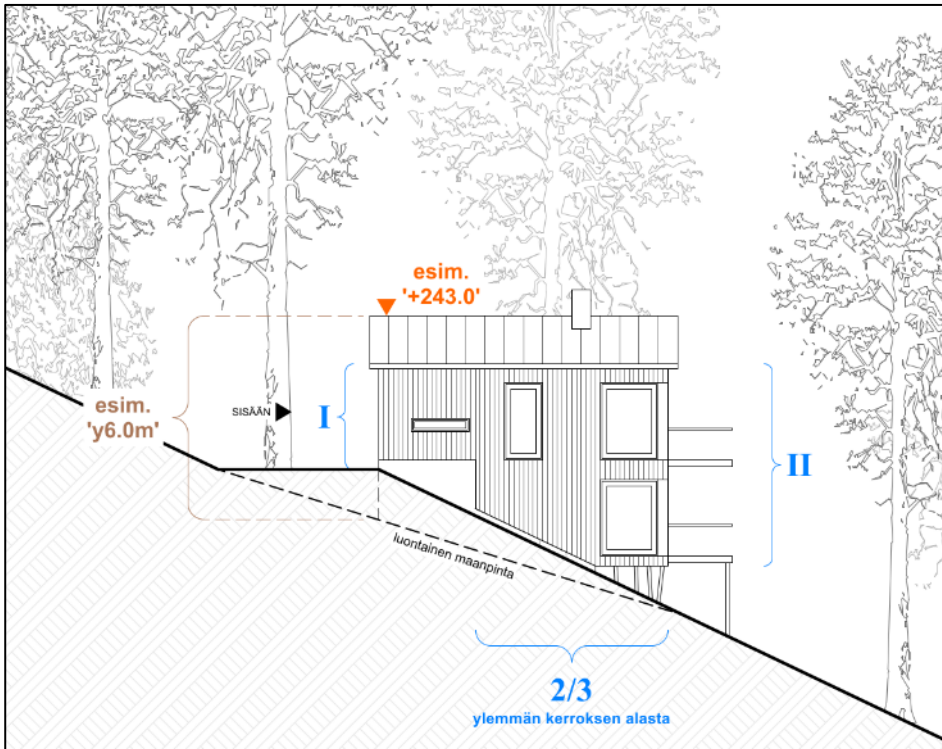 esim.
'+243.0'
esim.
'y6.0m'
SISÄÄN
I
II
luontainen maanpinta
2/3
ylemmän kerroksen alasta